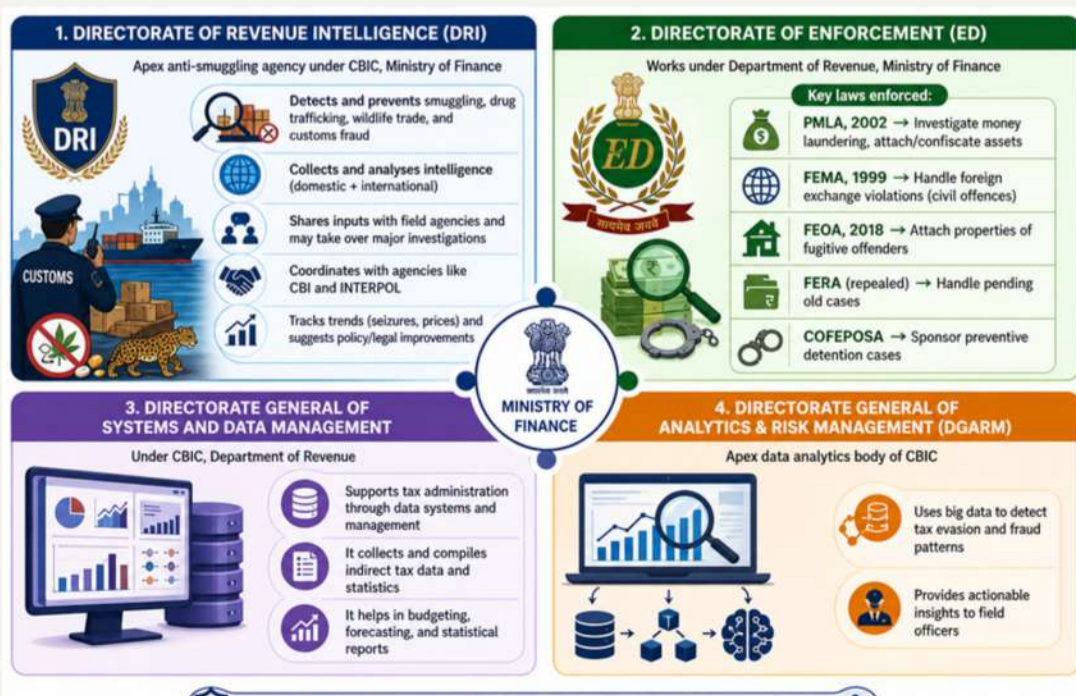 1. DIRECTORATE OF REVENUE INTELLIGENCE (DRI)
Apex anti-smuggling agency under CBIC, Ministry of Finance
DRI
CUSTOMS
Detects and prevents smuggling, drug
trafficking, wildlife trade, and
customs fraud
Collects and analyses intelligence
(domestic + international)
Shares inputs with field agencies and
may take over major investigations
Coordinates with agencies like
CBI and INTERPOL
Tracks trends (seizures, prices) and
suggests policy/legal improvements
2. DIRECTORATE OF ENFORCEMENT (ED)
Works under Department of Revenue, Ministry of Finance
ED
सत्यमेव जयते
₹
Key laws enforced:
$
PMLA, 2002 → Investigate money
laundering, attach/confiscate assets
FEMA, 1999 → Handle foreign
exchange violations (civil offences)
FEOA, 2018 → Attach properties of
fugitive offenders
₹
FERA (repealed) → Handle pending
old cases
COFEPOSA → Sponsor preventive
detention cases
MINISTRY OF
FINANCE
3. DIRECTORATE GENERAL OF
SYSTEMS AND DATA MANAGEMENT
Under CBIC, Department of Revenue
Supports tax administration
through data systems and
management
It collects and compiles
indirect tax data and
statistics
It helps in budgeting,
forecasting, and statistical
reports
4. DIRECTORATE GENERAL OF
ANALYTICS & RISK MANAGEMENT (DGARM)
Apex data analytics body of CBIC
Uses big data to detect
tax evasion and fraud
patterns
Provides actionable
insights to field
officers